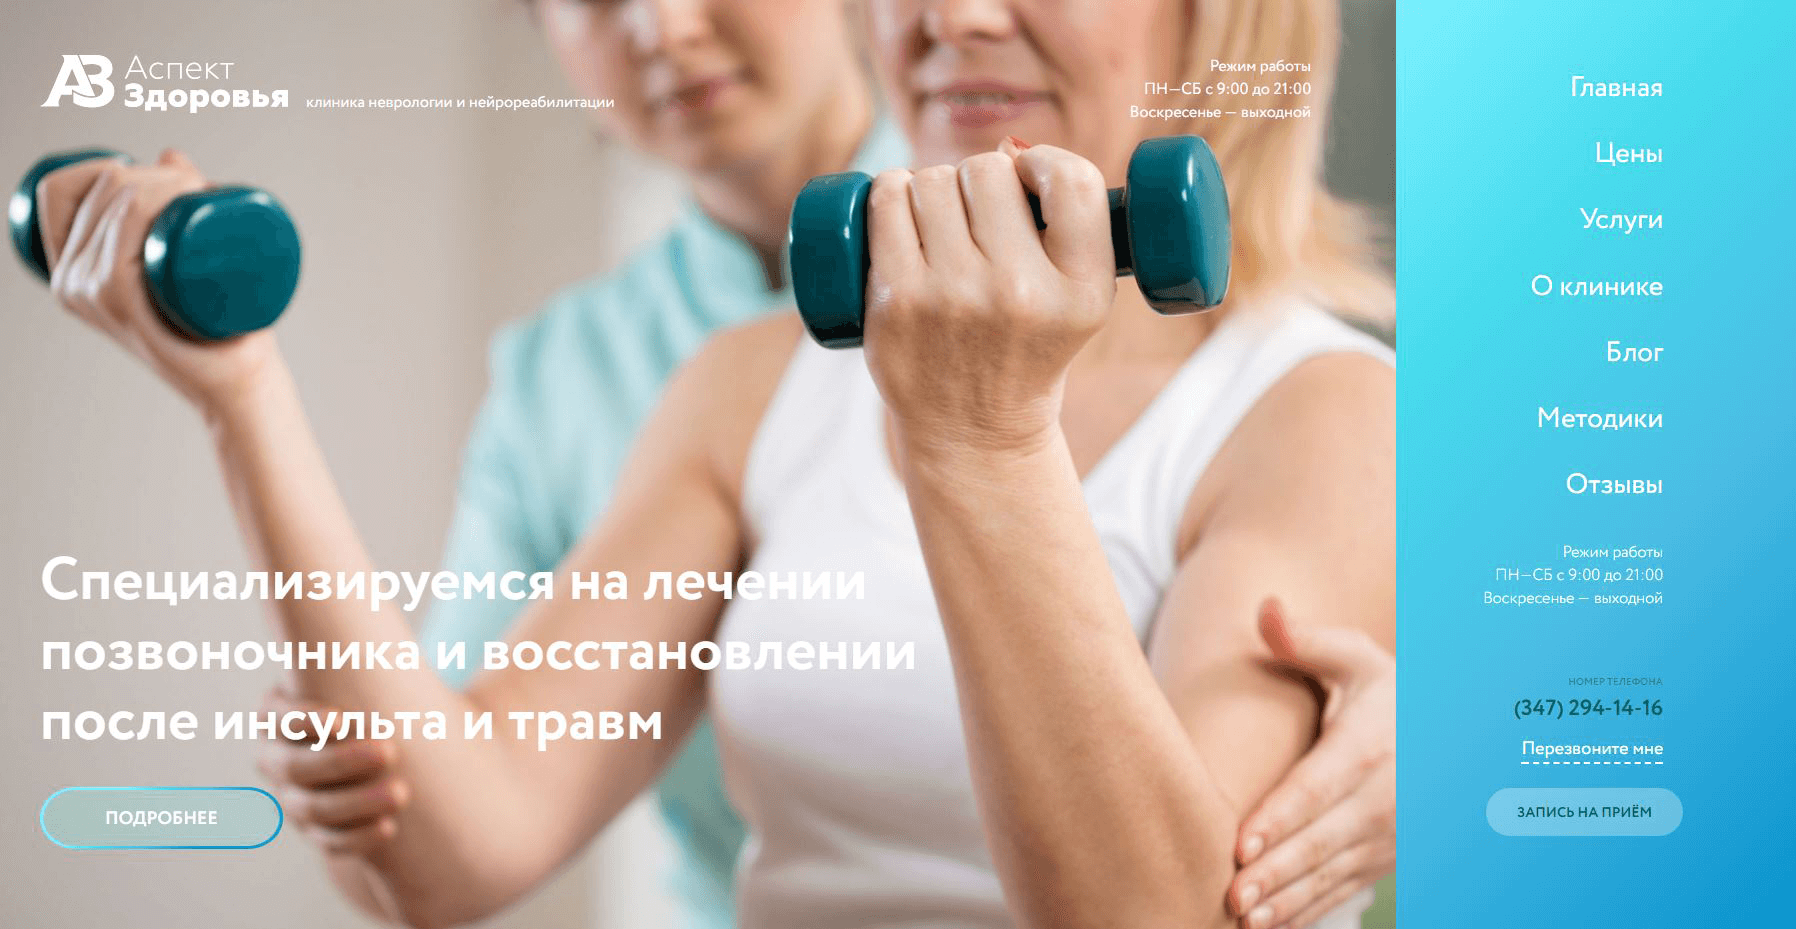 АЗ
Аспект
Здоровья
клиника неврологии и нейрореабилитации
Режим работы
ПН—СБ с 9:00 до 21:00
Воскресенье — выходной
Специализируемся на лечении
позвоночника и восстановлении
после инсульта и травм
ПОДРОБНЕЕ
Главная
Цены
Услуги
О клинике
Блог
Методики
Отзывы
Режим работы
ПН—СБ с 9:00 до 21:00
Воскресенье — выходной
НОМЕР ТЕЛЕФОНА
(347) 294-14-16
Перезвоните мне
ЗАПИСЬ НА ПРИЁМ